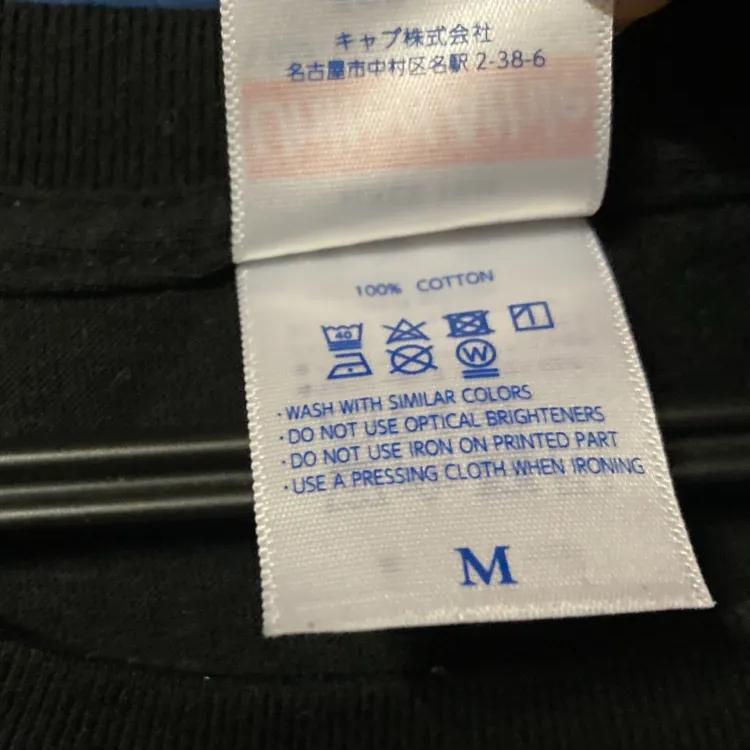 キャブ株式会社
名古屋市中村区名駅 2-38-6
100% COTTON
40
W
·WASH WITH SIMILAR COLORS
·DO NOT USE OPTICAL BRIGHTENERS
·DO NOT USE IRON ON PRINTED PART
·USE A PRESSING CLOTH WHEN IRONING
M